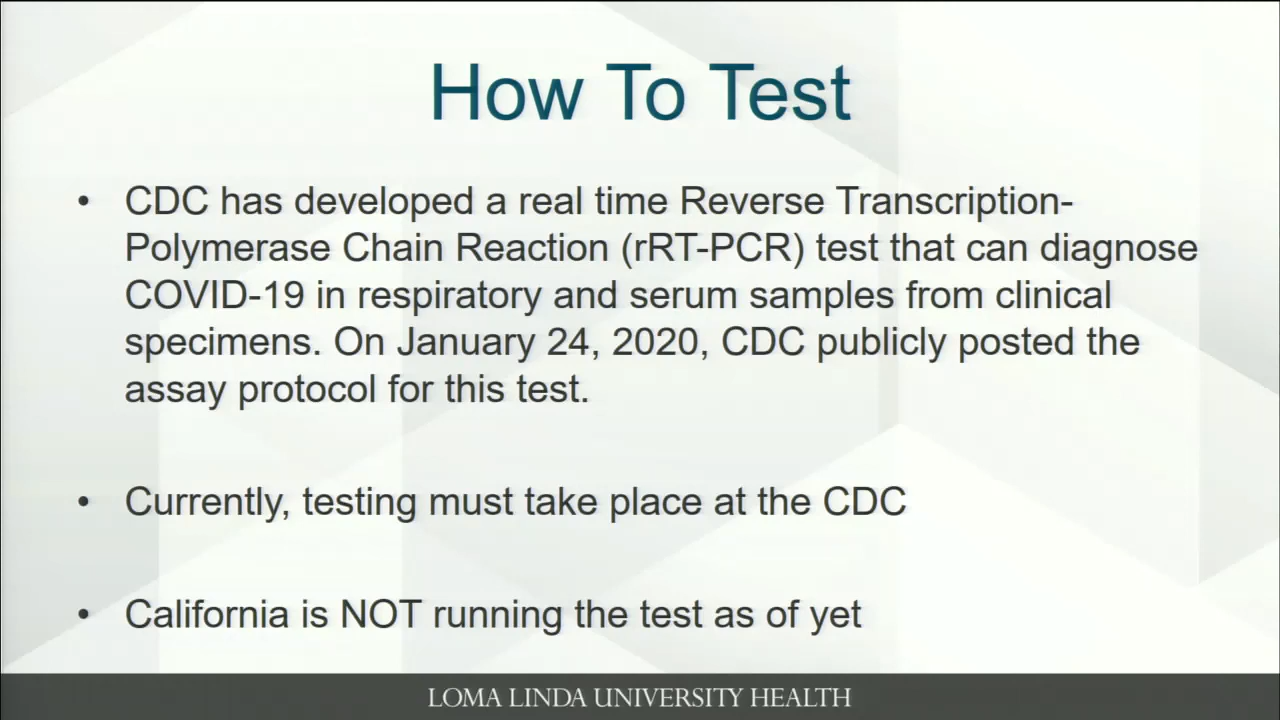 How To Test
• CDC has developed a real time Reverse Transcription-
Polymerase Chain Reaction (rRT-PCR) test that can diagnose
COVID-19 in respiratory and serum samples from clinical
specimens. On January 24, 2020, CDC publicly posted the
assay protocol for this test.
• Currently, testing must take place at the CDC
• California is NOT running the test as of yet
LOMA LINDA UNIVERSITY HEALTH